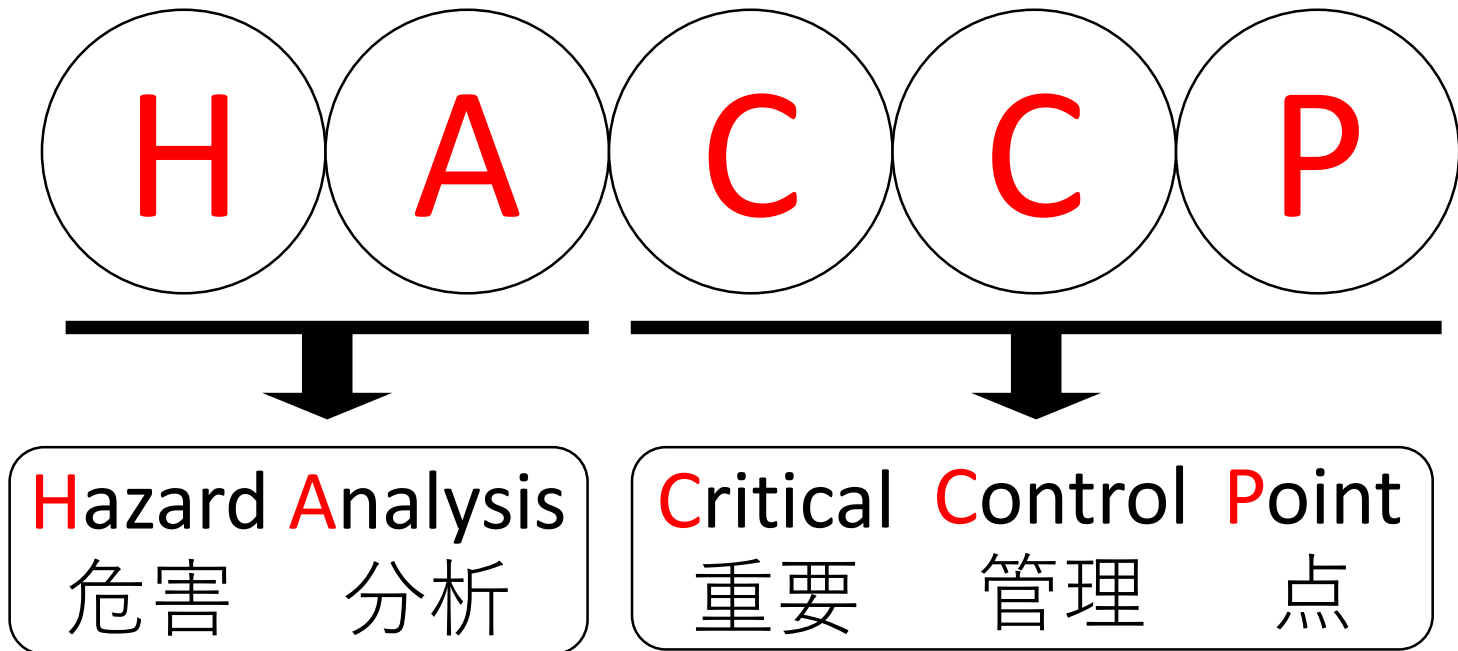 H A C C P
Hazard Analysis
危害 分析
Critical Control Point
重要 管理 点